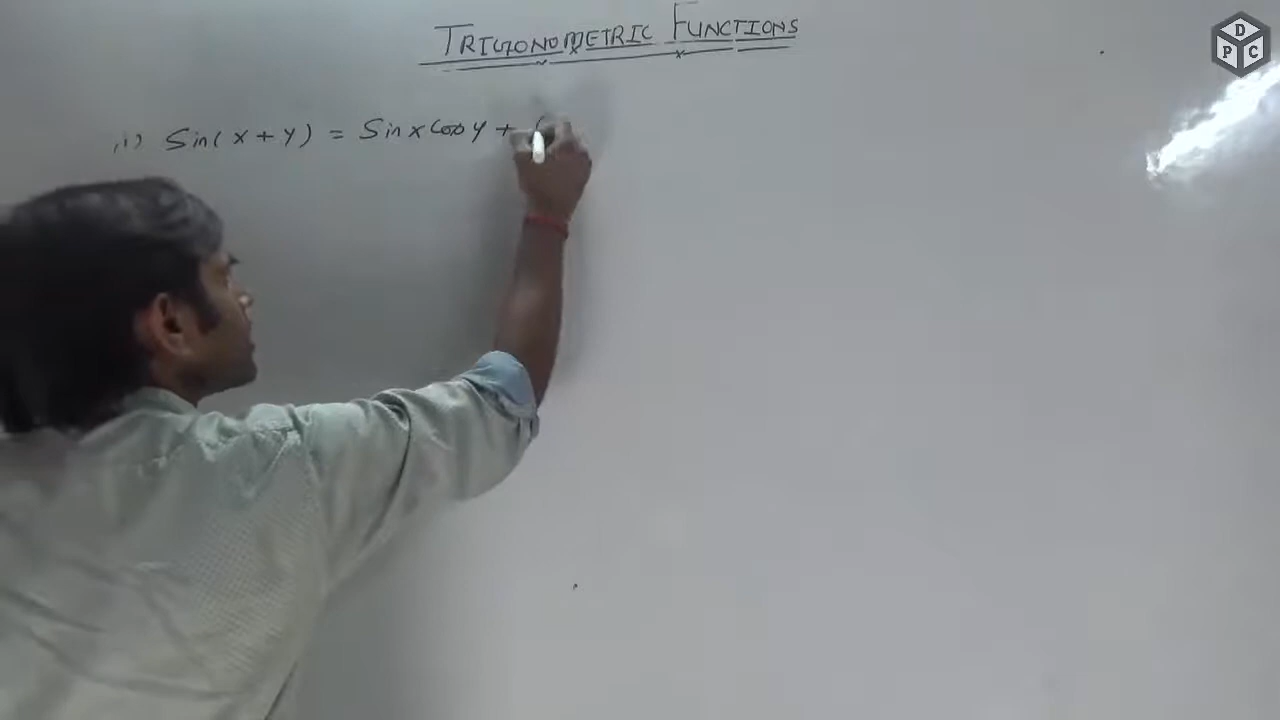 TRIGONOMETRIC FUNCTIONS
(i) Sin(x+y) = Sinx Cosy + (
D
P C